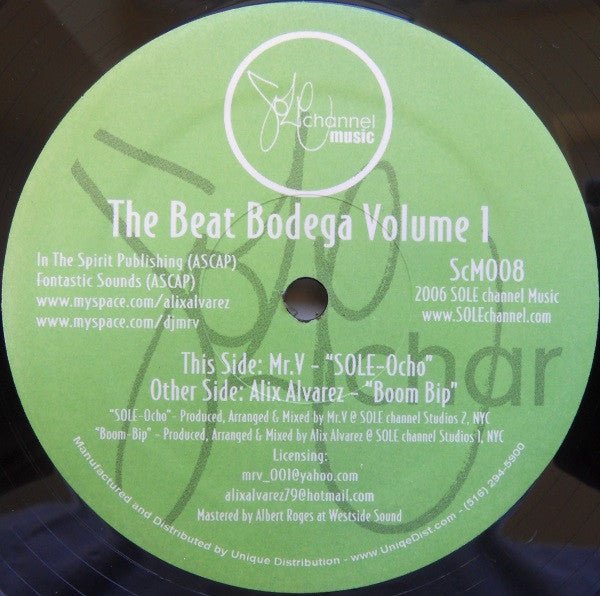 SOLE channel
music
The Beat Bodega Volume 1
In The Spirit Publishing (ASCAP)
Fontastic Sounds (ASCAP)
www.myspace.com/alixalvarez
www.myspace.com/djmrv
ScM008
2006 SOLE channel Music
www.SOLEchannel.com
This Side: Mr.V - "SOLE-Ocho"
Other Side: Alix Alvarez - "Boom Bip"
"SOLE-Ocho" - Produced, Arranged & Mixed by Mr.V @ SOLE channel Studios 2, NYC
"Boom-Bip" - Produced, Arranged & Mixed by Alix Alvarez @ SOLE channel Studios 1, NYC
Licensing:
mrv_001@yahoo.com
alixalvarez79@hotmail.com
Mastered by Albert Roges at Westside Sound
Manufactured and Distributed by Unique Distribution - www.UniqeDist.com - (516) 294-5900
SOLE
char